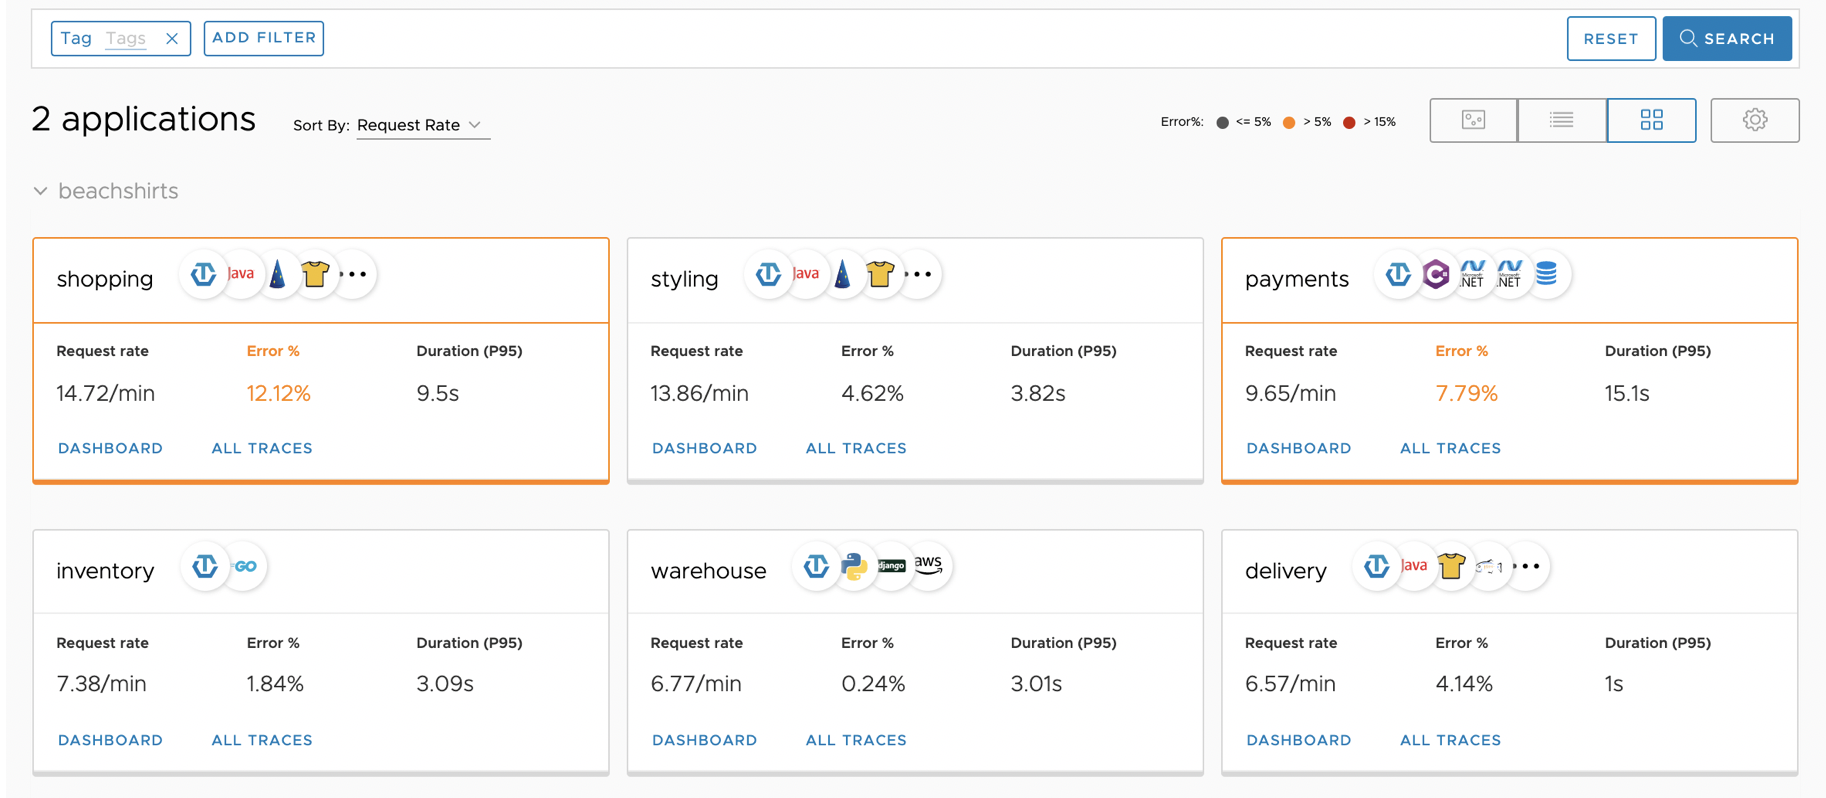 Tag Tags ADD FILTER RESET SEARCH
2 applications Sort By: Request Rate Error%: <= 5% > 5% > 15%
beachshirts
shopping Java styling Java payments Microsoft .NET Microsoft .NET
Request rate Error % Duration (P95) Request rate Error % Duration (P95) Request rate Error % Duration (P95)
14.72/min 12.12% 9.5s 13.86/min 4.62% 3.82s 9.65/min 7.79% 15.1s
DASHBOARD ALL TRACES DASHBOARD ALL TRACES DASHBOARD ALL TRACES
inventory GO warehouse django aws delivery Java
Request rate Error % Duration (P95) Request rate Error % Duration (P95) Request rate Error % Duration (P95)
7.38/min 1.84% 3.09s 6.77/min 0.24% 3.01s 6.57/min 4.14% 1s
DASHBOARD ALL TRACES DASHBOARD ALL TRACES DASHBOARD ALL TRACES